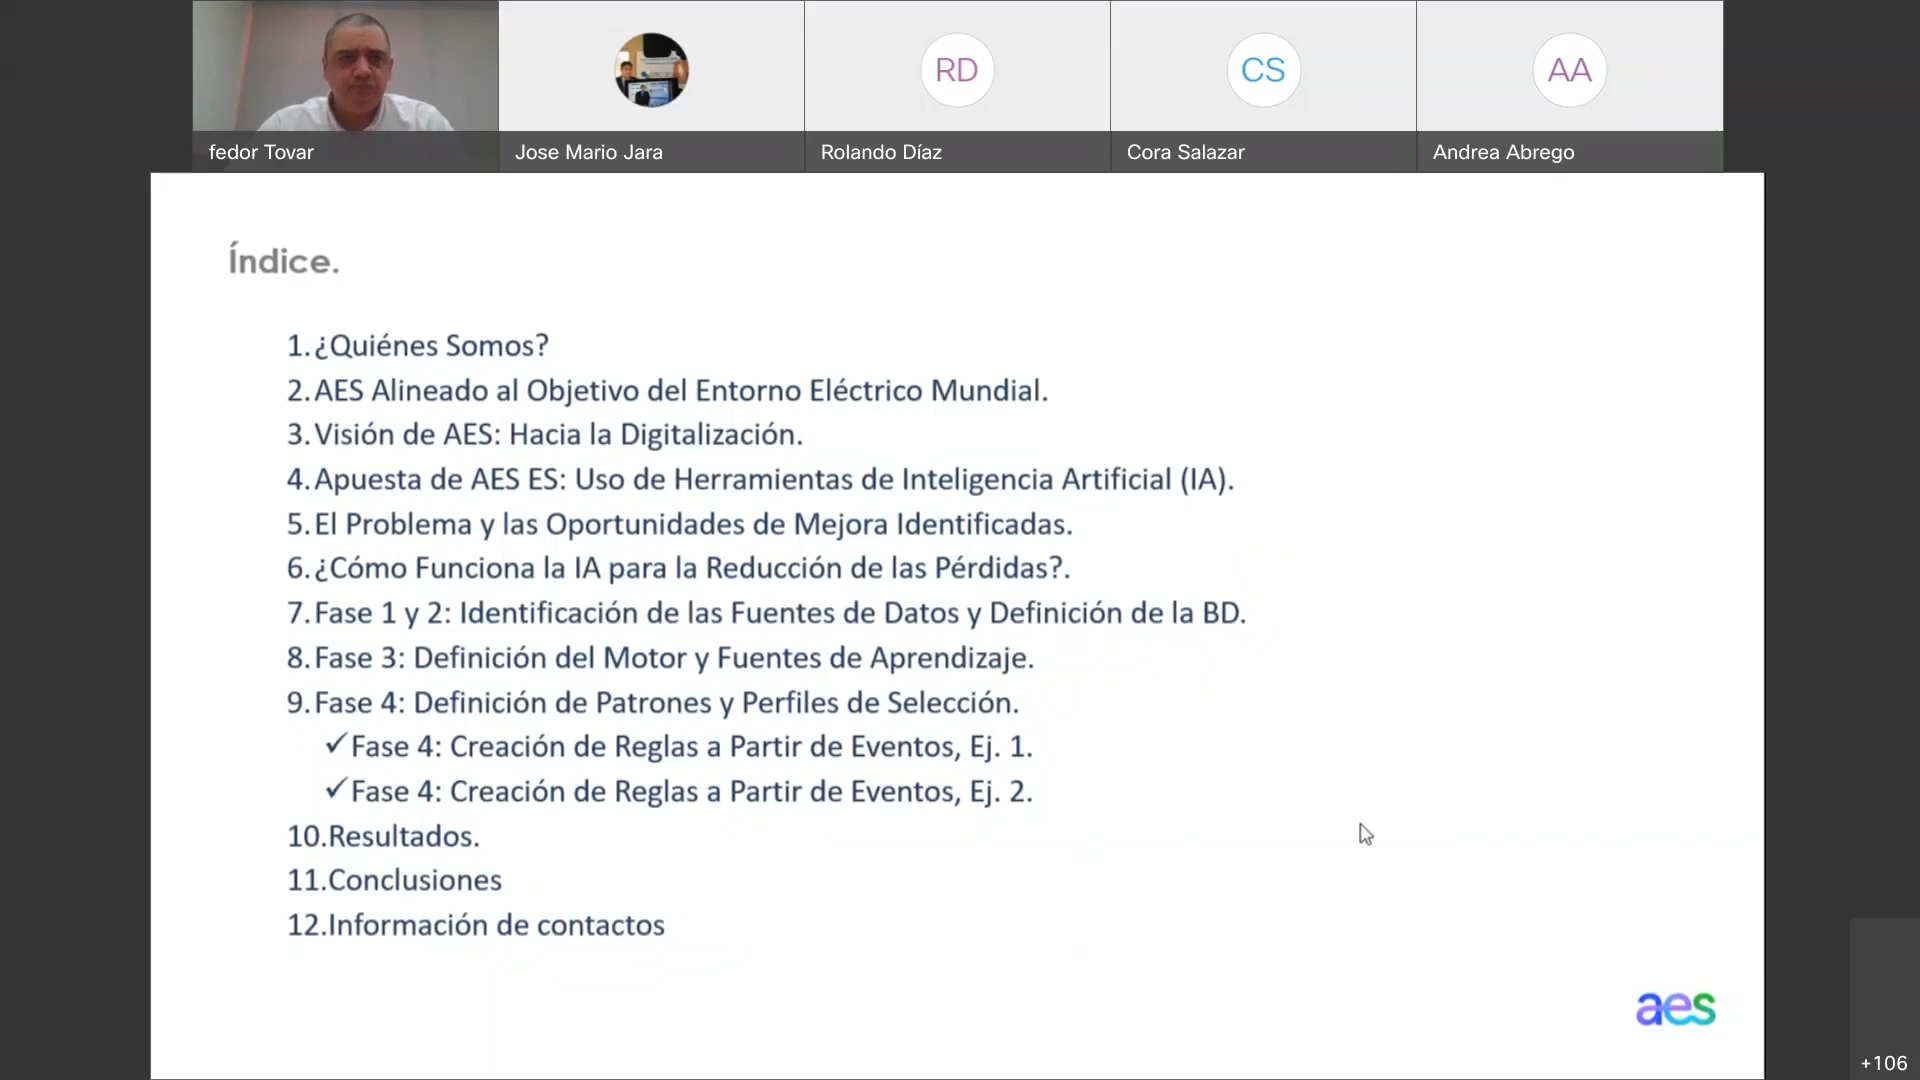 RD
CS
AA
fedor Tovar
Jose Mario Jara
Rolando Díaz
Cora Salazar
Andrea Abrego
Índice.
1. ¿Quiénes Somos?
2. AES Alineado al Objetivo del Entorno Eléctrico Mundial.
3. Visión de AES: Hacia la Digitalización.
4. Apuesta de AES ES: Uso de Herramientas de Inteligencia Artificial (IA).
5. El Problema y las Oportunidades de Mejora Identificadas.
6. ¿Cómo Funciona la IA para la Reducción de las Pérdidas?.
7. Fase 1 y 2: Identificación de las Fuentes de Datos y Definición de la BD.
8. Fase 3: Definición del Motor y Fuentes de Aprendizaje.
9. Fase 4: Definición de Patrones y Perfiles de Selección.
✓ Fase 4: Creación de Reglas a Partir de Eventos, Ej. 1.
✓ Fase 4: Creación de Reglas a Partir de Eventos, Ej. 2.
10.Resultados.
11.Conclusiones
12.Información de contactos
aes
+106